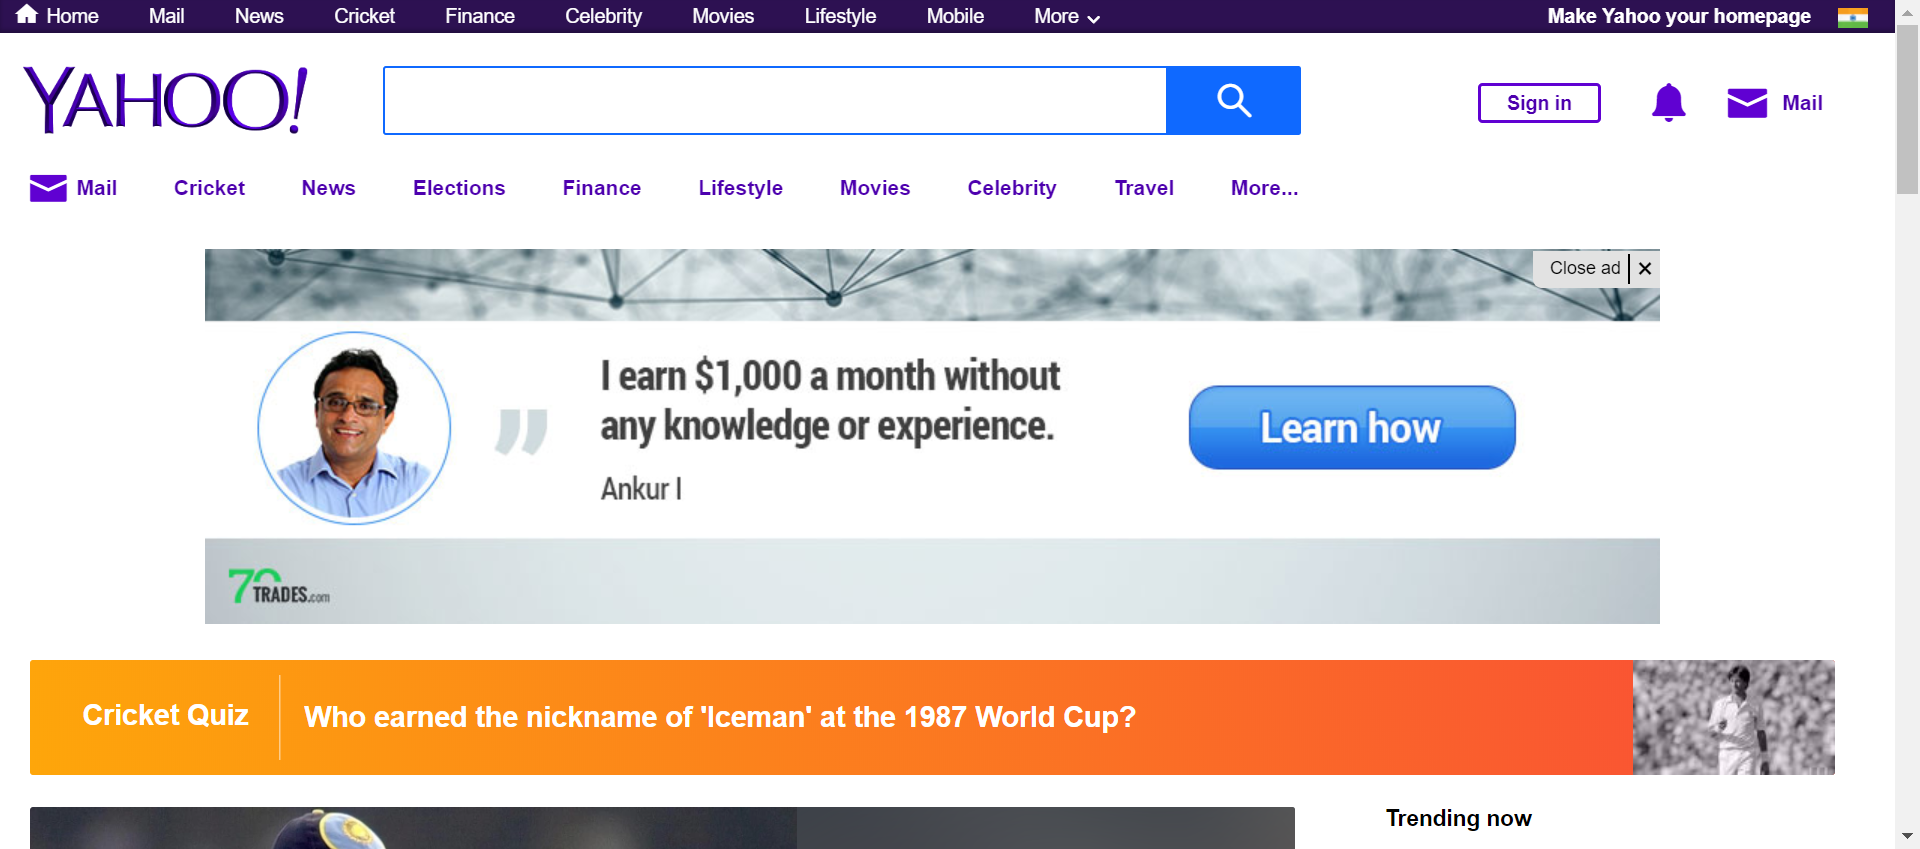 Home Mail News Cricket Finance Celebrity Movies Lifestyle Mobile More Make Yahoo your homepage
YAHOO!
Sign in Mail
Mail Cricket News Elections Finance Lifestyle Movies Celebrity Travel More...
Close ad
I earn $1,000 a month without
any knowledge or experience.
Ankur I
Learn how
70TRADES.com
Cricket Quiz Who earned the nickname of 'Iceman' at the 1987 World Cup?
Trending now